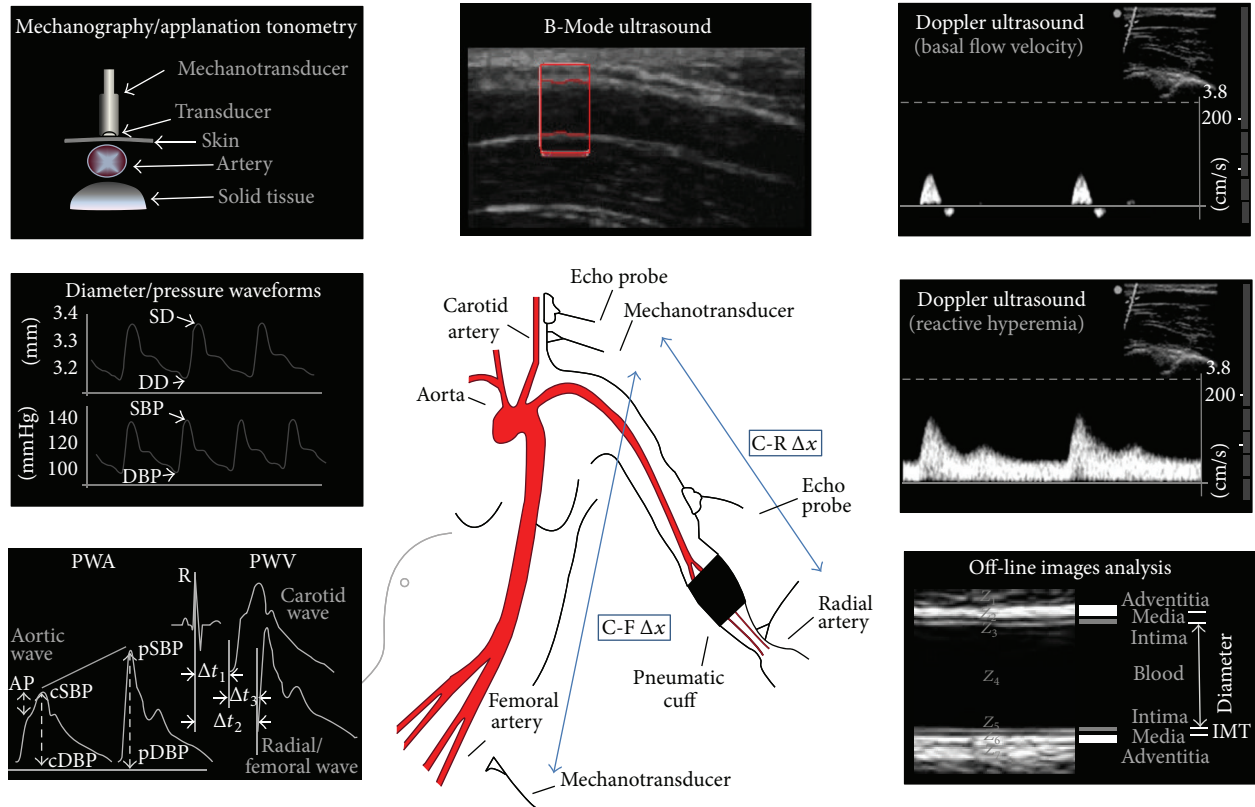 Mechanography/applanation tonometry
Mechanotransducer
Transducer
Skin
Artery
Solid tissue
B-Mode ultrasound
Doppler ultrasound
(basal flow velocity)
3.8
200
(cm/s)
Diameter/pressure waveforms
3.4
3.3
3.2
(mm)
SD
DD
140
120
100
(mmHg)
SBP
DBP
Echo probe
Carotid
artery
Mechanotransducer
Aorta
C-R Δx
C-F Δx
Echo
probe
Radial
artery
Pneumatic
cuff
Femoral
artery
Mechanotransducer
Doppler ultrasound
(reactive hyperemia)
3.8
200
(cm/s)
PWA
PWV
R
Carotid
wave
Aortic
wave
pSBP
AP
cSBP
Δt1
Δt3
Δt2
cDBP
pDBP
Radial/
femoral wave
Off-line images analysis
Z3
Z4
Z5
Z6
Adventitia
Media
Intima
Blood
Intima
Media
Adventitia
Diameter
IMT